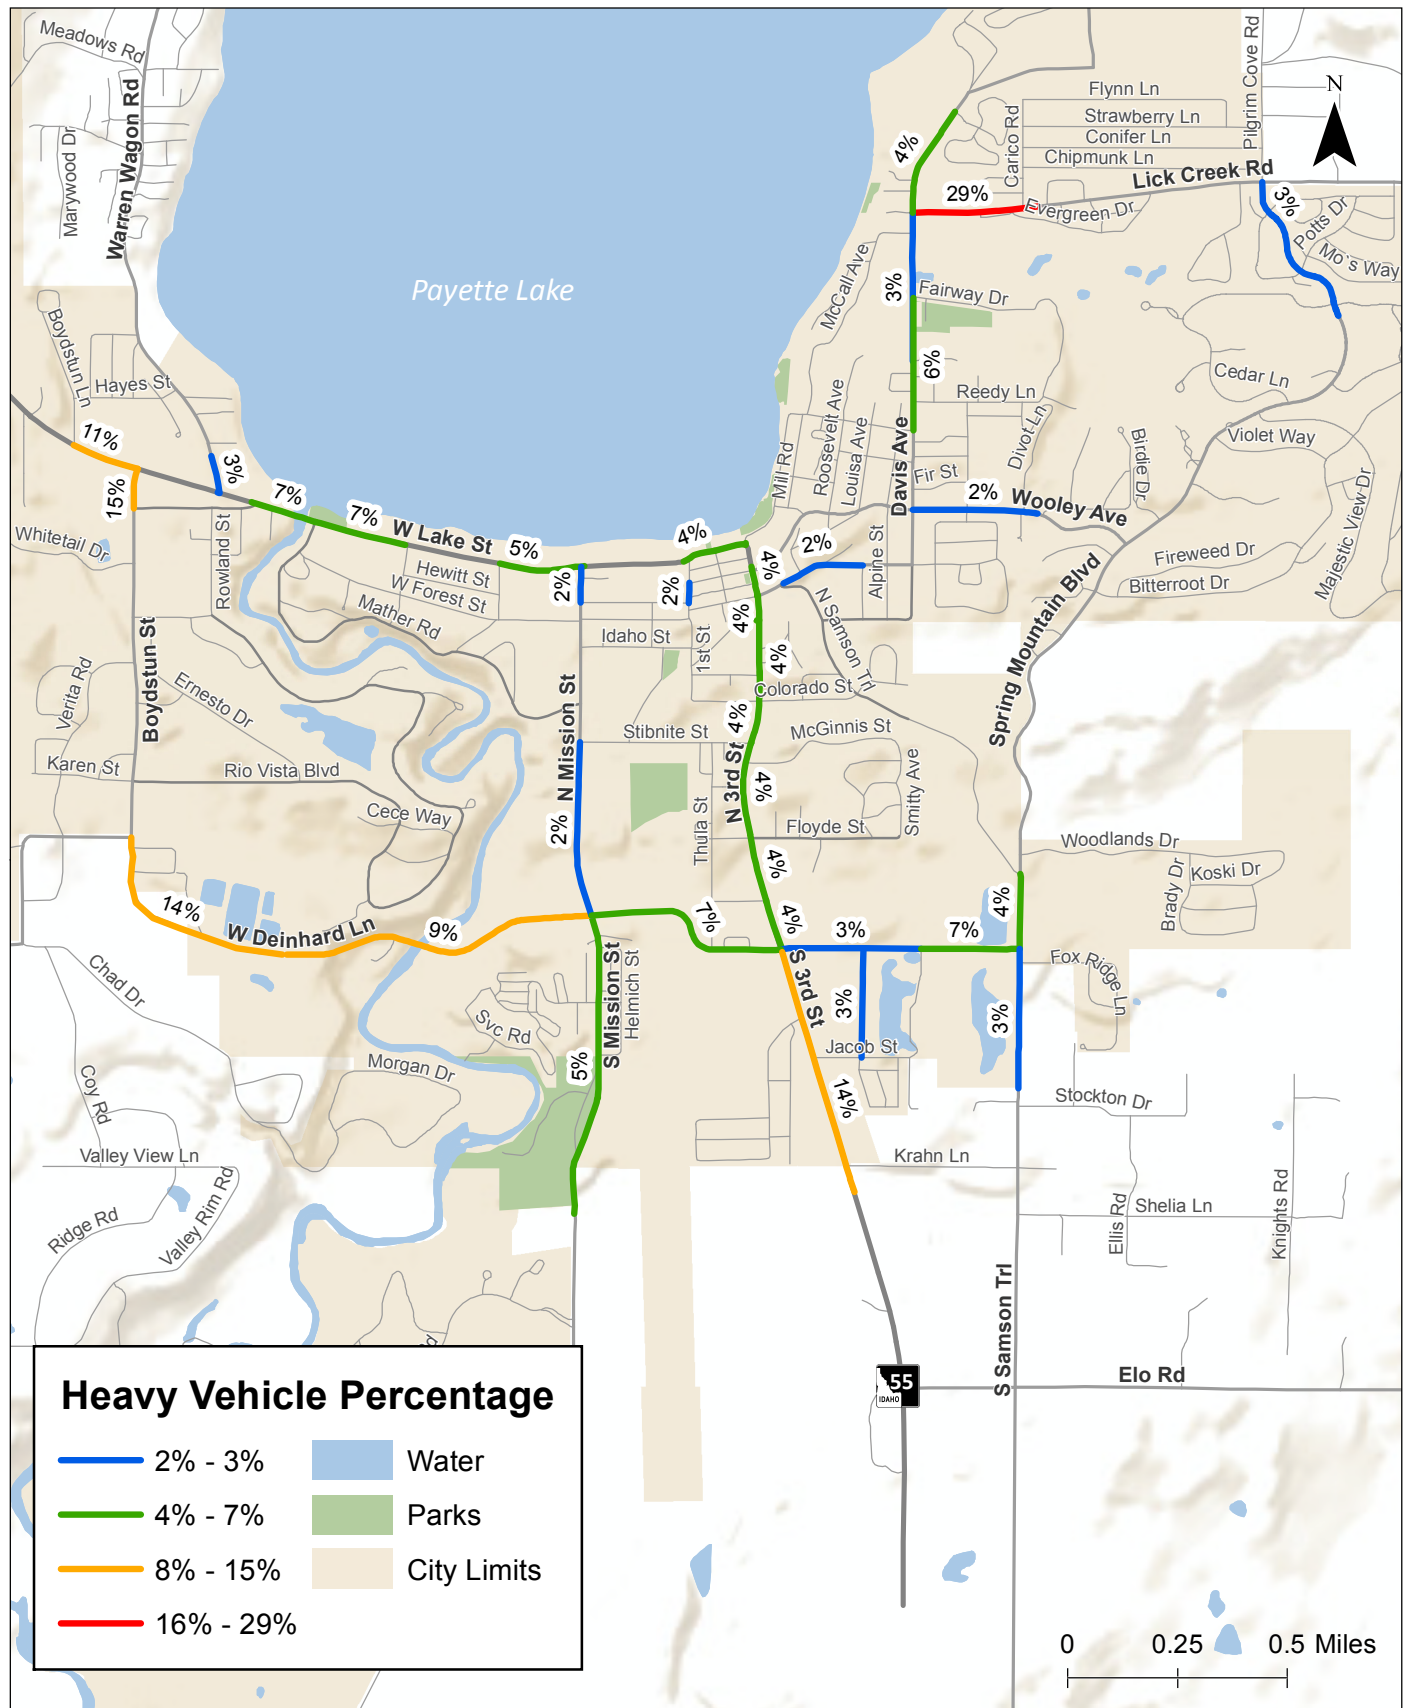 Meadows Rd
Warren Wagon Rd
Marywood Dr
Payette Lake
Flynn Ln
Strawberry Ln
Conifer Ln
Chipmunk Ln
Carico Rd
Pilgrim Cove Rd
N
Lick Creek Rd
4%
29%
Evergreen Dr
3%
Potts Dr
Mo's Way
McCall Ave
3%
Fairway Dr
6%
Reedy Ln
Cedar Ln
Boydstun Ln
Hayes St
11%
15%
3%
7%
7%
W Lake St
5%
4%
Mill Rd
Roosevelt Ave
Louisa Ave
Davis Ave
Fir St
Divot Ln
Birdie Dr
Violet Way
Majestic View Dr
2%
Wooley Ave
2%
4%
Alpine St
Fireweed Dr
Bitterroot Dr
Whitetail Dr
Rowland St
Hewitt St
W Forest St
Mather Rd
2%
2%
Idaho St
1st St
4%
4%
N Samson Trl
Colorado St
Spring Mountain Blvd
Boydstun St
Verita Rd
Ernesto Dr
Karen St
Rio Vista Blvd
Cece Way
N Mission St
Stibnite St
4%
McGinnis St
N 3rd St
4%
Thula St
Floyde St
Smitty Ave
2%
4%
Woodlands Dr
Brady Dr
Koski Dr
14%
W Deinhard Ln
9%
7%
4%
3%
7%
4%
Fox Ridge Ln
Chad Dr
Svc Rd
S Mission St
Helmich St
S 3rd St
3%
3%
Jacob St
Coy Rd
Morgan Dr
5%
14%
Stockton Dr
Valley View Ln
Krahn Ln
Ridge Rd
Valley Rim Rd
Ellis Rd
Shelia Ln
Knights Rd
S Samson Trl
Elo Rd
55
IDAHO
Heavy Vehicle Percentage
2% - 3%
Water
4% - 7%
Parks
8% - 15%
City Limits
16% - 29%
0 0.25 0.5 Miles